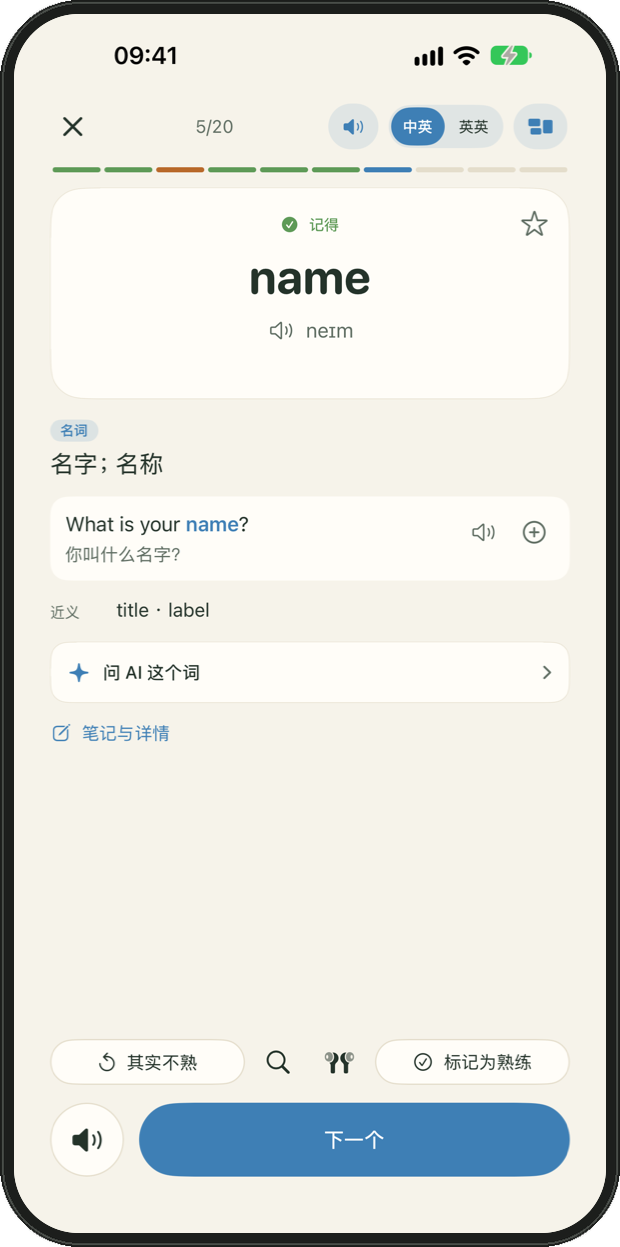 09:41
5/20
中英
英英
记得
name
neɪm
名词
名字；名称
What is your name?
你叫什么名字?
近义 title · label
问 AI 这个词
笔记与详情
其实不熟
标记为熟练
下一个